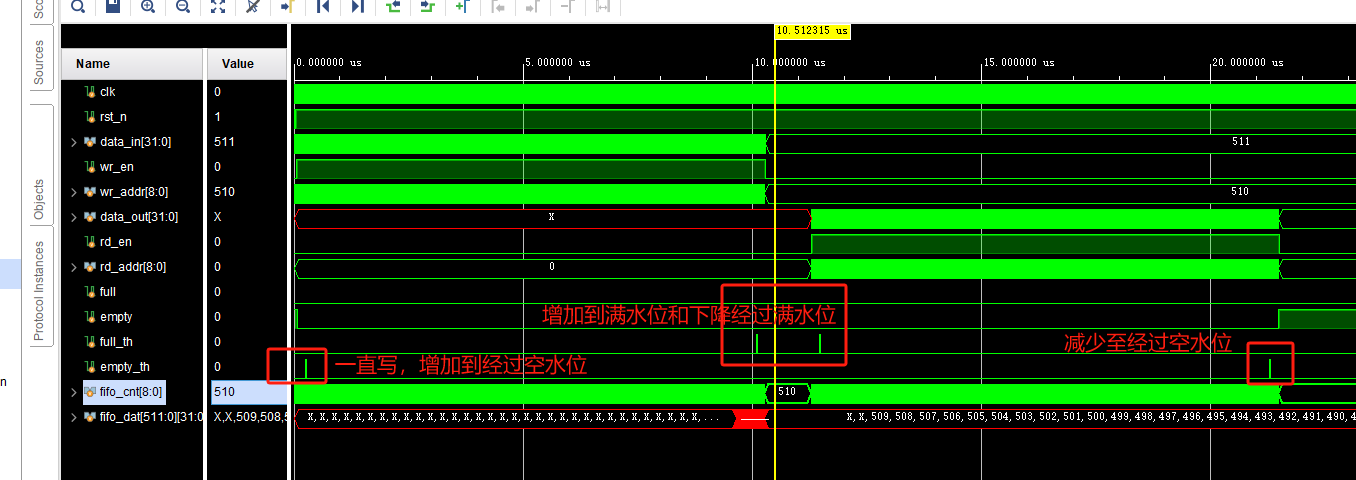 Sources
Objects
Protocol Instances
n
10.512315 us
Name Value
0.000000 us 5.000000 us 10.000000 us 15.000000 us 20.000000 us
clk 0
rst_n 1
data_in[31:0] 511 511
wr_en 0
wr_addr[8:0] 510 510
data_out[31:0] X X
rd_en 0
rd_addr[8:0] 0 0
full 0
empty 0
增加到满水位和下降经过满水位
full_th 0
减少至经过空水位
empty_th 0
一直写，增加到经过空水位
fifo_cnt[8:0] 510 510
fifo_dat[511:0][31:0 X,X,509,508,5 X,X,X,X,X,X,X,X,X,X,X,X,X,X,X,X,X,X,X,X,X,X,X,X,X,X,X,X,X,X,X,X,X,... X,X,509,508,507,506,505,504,503,502,501,500,499,498,497,496,495,494,493,492,491,490,4